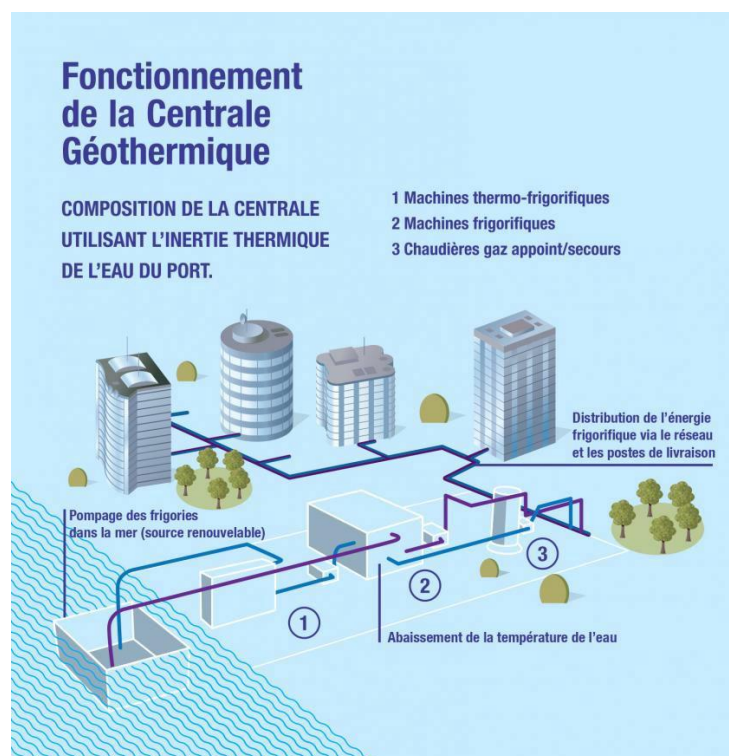 Fonctionnement
de la Centrale
Géothermique
COMPOSITION DE LA CENTRALE
UTILISANT L’INERTIE THERMIQUE
DE L’EAU DU PORT.
1 Machines thermo-frigorifiques
2 Machines frigorifiques
3 Chaudières gaz appoint/secours
Distribution de l’énergie
frigorifique via le réseau
et les postes de livraison
Pompage des frigories
dans la mer (source renouvelable)
1
2
3
Abaissement de la température de l’eau